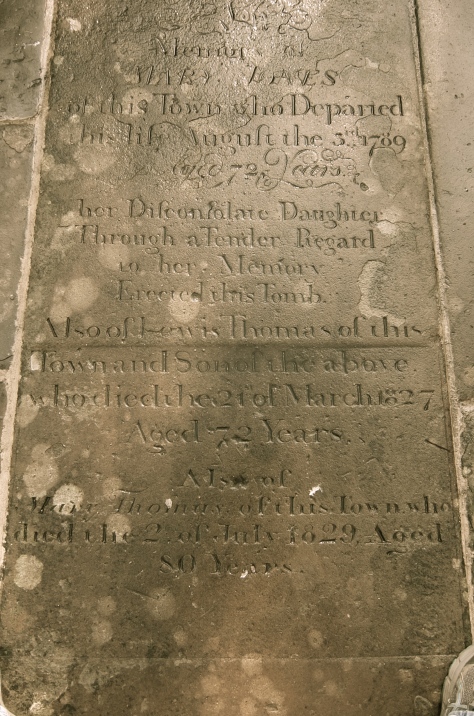 Memory of
MARY
of this Town who Departed
this life August the 3rd 1789
aged 72 Years.
her Disconsolate Daughter
Through a Tender Regard
to her Memory
Erected this Tomb.
Also of Lewis Thomas of this
Town and Son of the above.
who died the 21 of March 1827
Aged 72 Years.
Also of
Mary Thomas of this Town who
died the 2 of July 1829. Aged
80 Years.